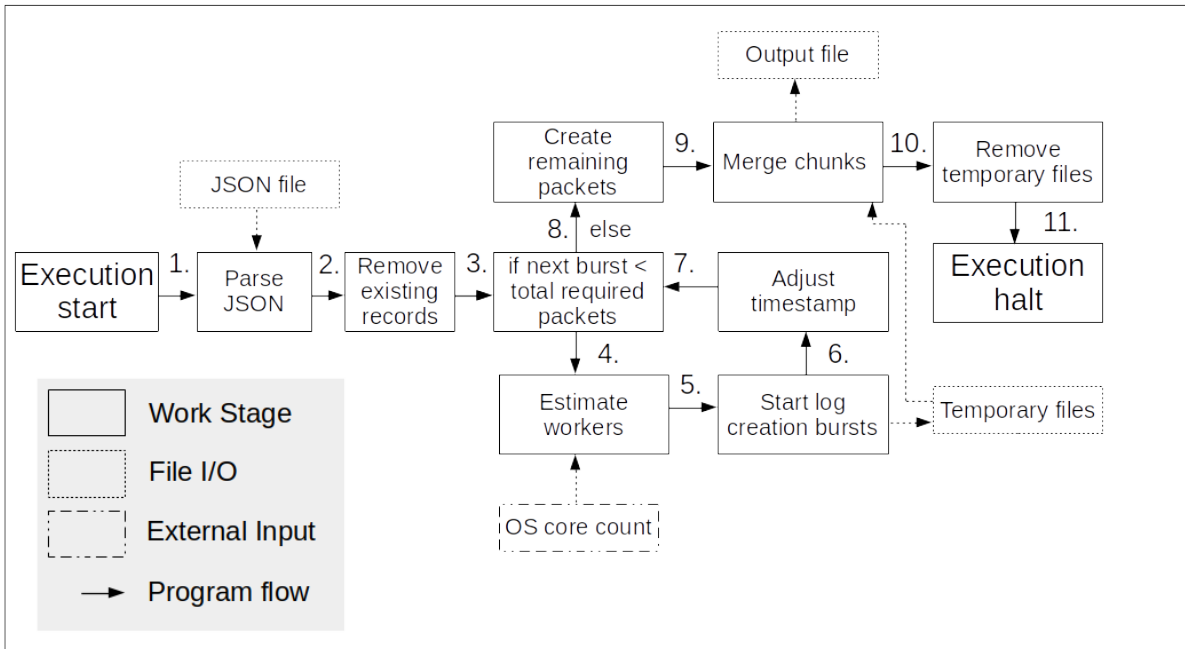 Output file
Create
remaining
packets
9.
Merge chunks
10.
Remove
temporary files
JSON file
8.
else
11.
Execution
start
1.
Parse
JSON
2.
Remove
existing
records
3.
if next burst <
total required
packets
7.
Adjust
timestamp
Execution
halt
4.
6.
Estimate
workers
5.
Start log
creation bursts
Temporary files
OS core count
Work Stage
File I/O
External Input
Program flow